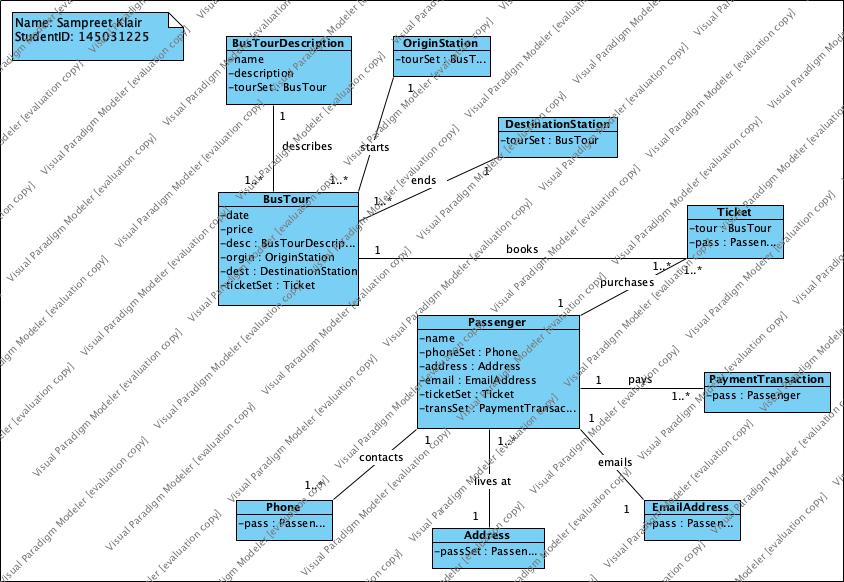 Name: Sampreet Klair
StudentID: 145031225
BusTourDescription
-name
-description
-tourSet : BusTour
OriginStation
-tourSet : BusT...
1
1
describes
starts
1..*
1..*
DestinationStation
-tourSet : BusTour
1
ends
1..*
BusTour
-date
-price
-desc : BusTourDescrip...
-orgin : OriginStation
-dest : DestinationStation
-ticketSet : Ticket
1
books
1..*
Ticket
-tour : BusTour
-pass : Passen...
1..*
purchases
1
Passenger
-name
-phoneSet : Phone
-address : Address
-email : EmailAddress
-ticketSet : Ticket
-transSet : PaymentTransac...
1
pays
1..*
PaymentTransaction
-pass : Passenger
1
contacts
1..*
Phone
-pass : Passen...
1..*
lives at
1
Address
-passSet : Passen...
1
emails
1
EmailAddress
-pass : Passen...
Visual Paradigm Modeler [evaluation copy]